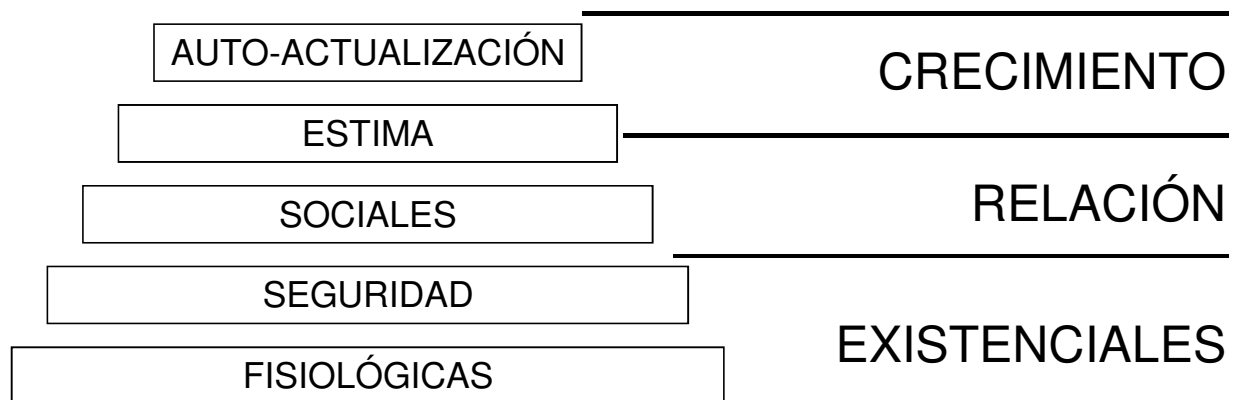 AUTO-ACTUALIZACIÓN
CRECIMIENTO
ESTIMA
SOCIALES
RELACIÓN
SEGURIDAD
EXISTENCIALES
FISIOLÓGICAS